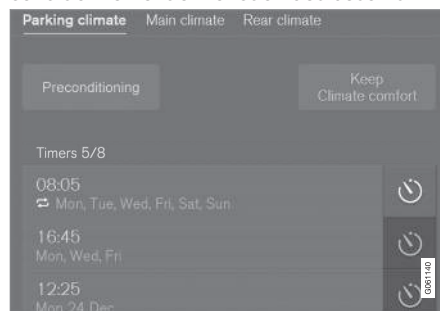 Parking climate Main climate Rear climate
Preconditioning
Keep
Climate comfort
Timers 5/8
08:05
Mon, Tue, Wed, Fri, Sat, Sun
16:45
Mon, Wed, Fri
12:25
Mon 24 Dec
G061140